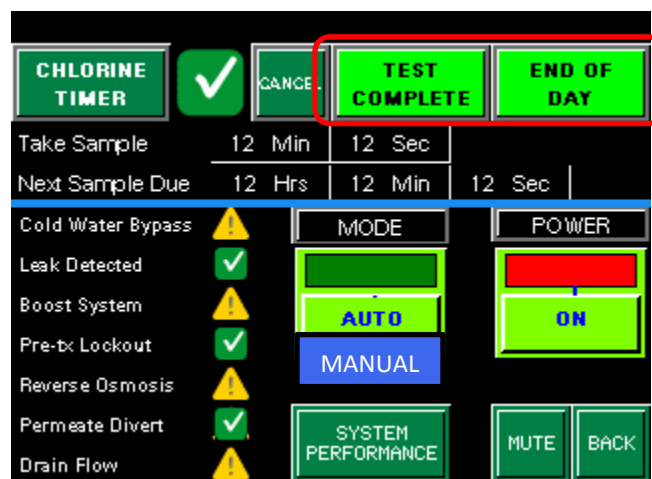 CHLORINE
TIMER
CANCEL
TEST
COMPLETE
END OF
DAY
Take Sample 12 Min 12 Sec
Next Sample Due 12 Hrs 12 Min 12 Sec
Cold Water Bypass
MODE
POWER
Leak Detected
Boost System
AUTO
ON
Pre-tx Lockout
MANUAL
Reverse Osmosis
Permeate Divert
SYSTEM
PERFORMANCE
MUTE
BACK
Drain Flow